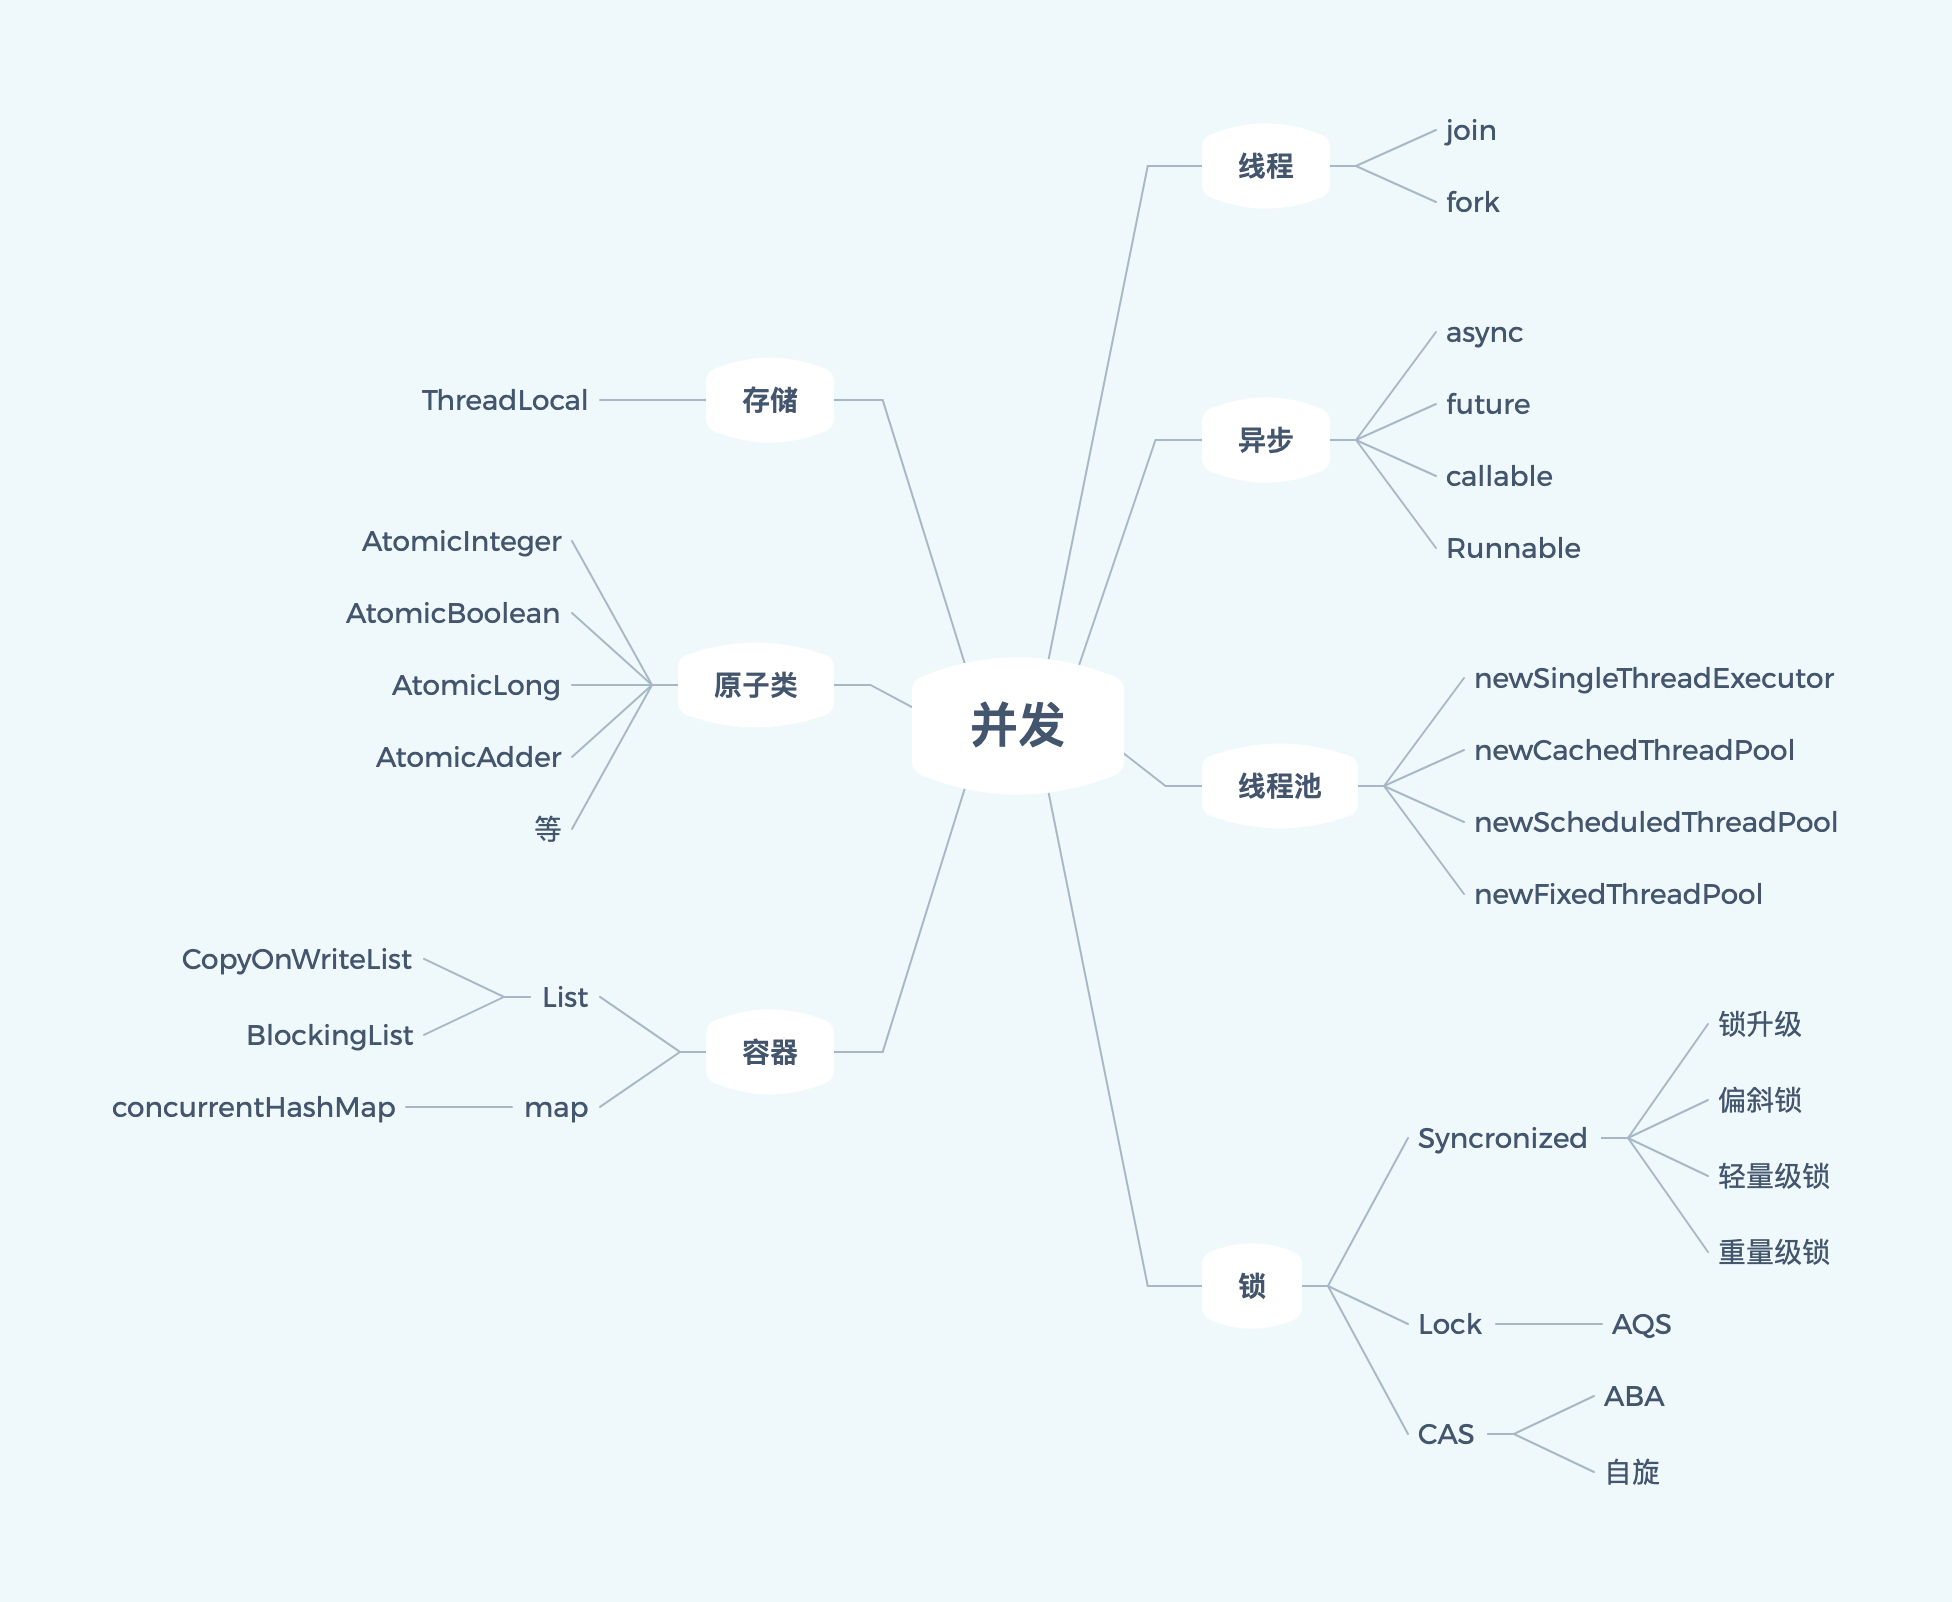 并发
线程
join
fork
异步
async
future
callable
Runnable
线程池
newSingleThreadExecutor
newCachedThreadPool
newScheduledThreadPool
newFixedThreadPool
锁
Syncronized
锁升级
偏斜锁
轻量级锁
重量级锁
Lock
AQS
CAS
ABA
自旋
存储
ThreadLocal
原子类
AtomicInteger
AtomicBoolean
AtomicLong
AtomicAdder
等
容器
List
CopyOnWriteList
BlockingList
map
concurrentHashMap